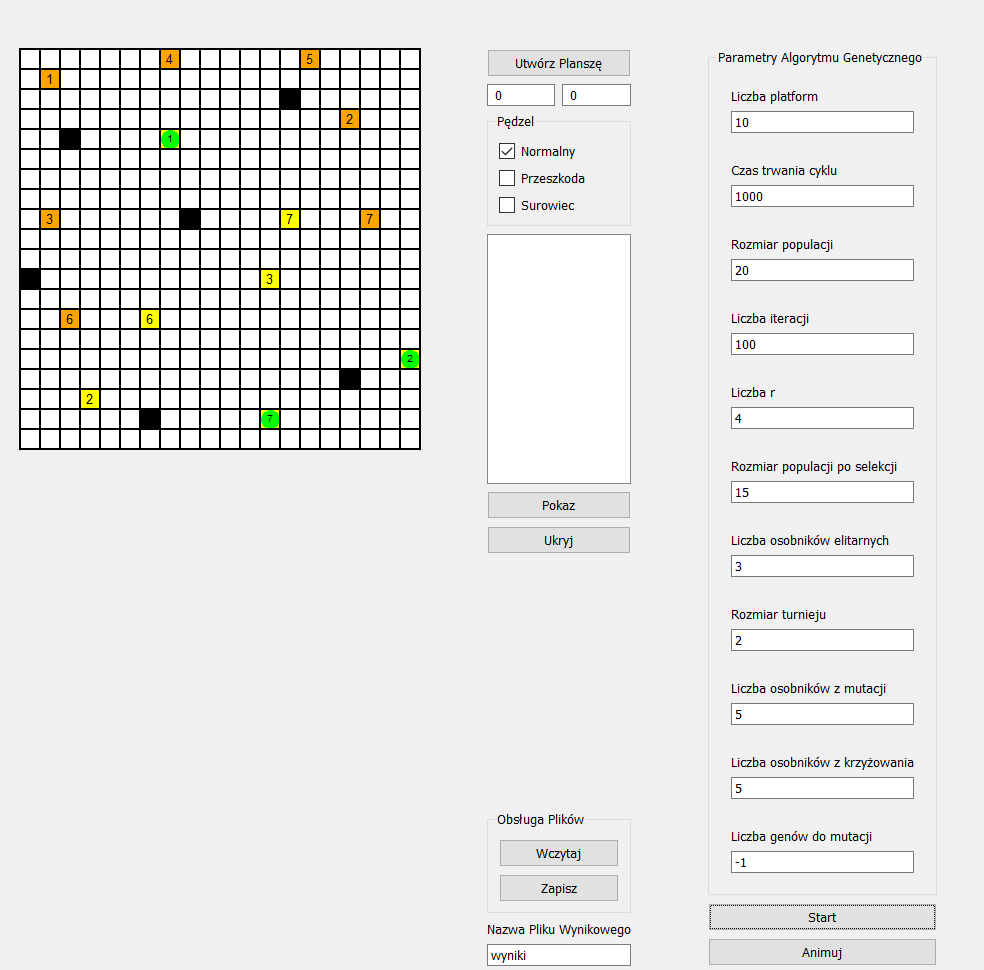 4 5
1
2
1
3 7 7
3
6 6
2
2
7
Utwórz Planszę
0 0
Pędzel
Normalny
Przeszkoda
Surowiec
Pokaz
Ukryj
Obsługa Plików
Wczytaj
Zapisz
Nazwa Pliku Wynikowego
wyniki
Parametry Algorytmu Genetycznego
Liczba platform
10
Czas trwania cyklu
1000
Rozmiar populacji
20
Liczba iteracji
100
Liczba r
4
Rozmiar populacji po selekcji
15
Liczba osobników elitarnych
3
Rozmiar turnieju
2
Liczba osobników z mutacji
5
Liczba osobników z krzyżowania
5
Liczba genów do mutacji
-1
Start
Animuj